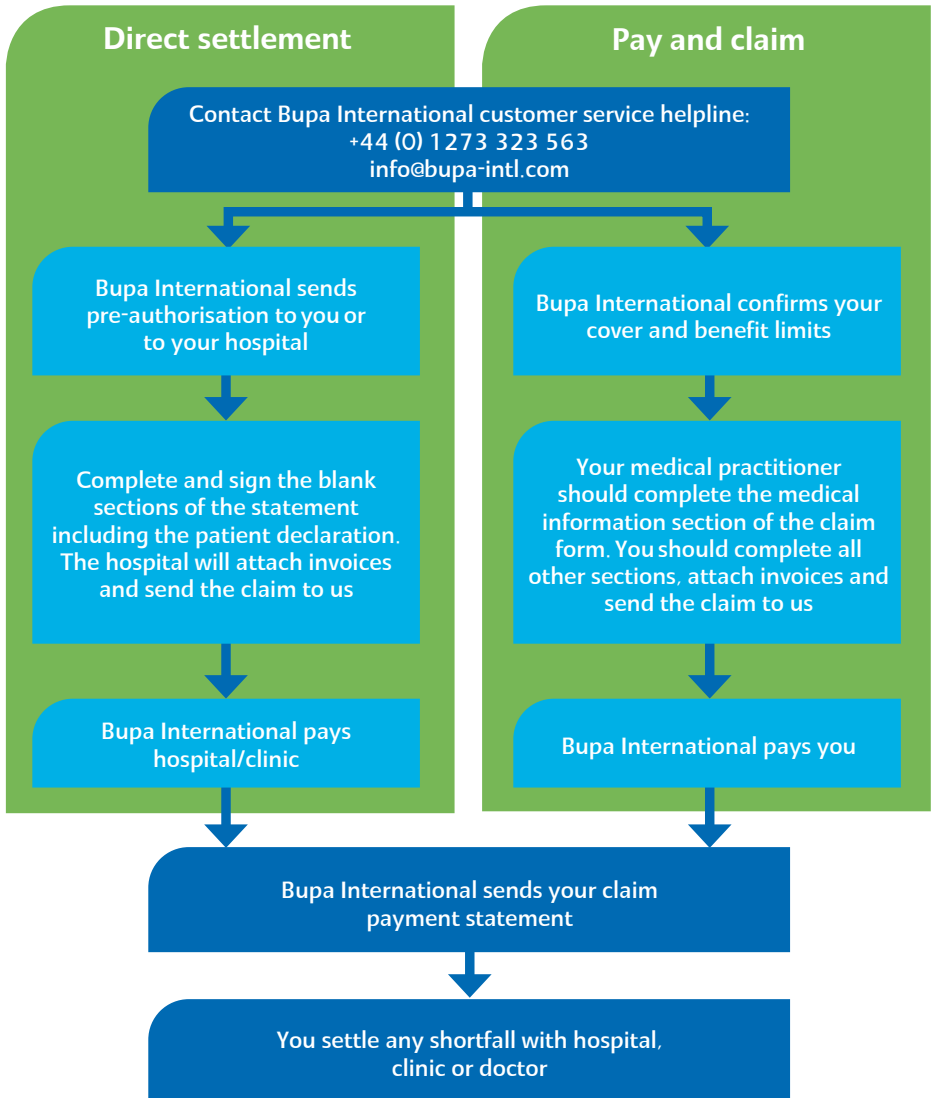 Direct settlement
Pay and claim
Contact Bupa International customer service helpline:
+44 (0) 1273 323 563
info@bupa-intl.com
Bupa International sends
pre-authorisation to you or
to your hospital
Bupa International confirms your
cover and benefit limits
Complete and sign the blank
sections of the statement
including the patient declaration.
The hospital will attach invoices
and send the claim to us
Your medical practitioner
should complete the medical
information section of the claim
form. You should complete all
other sections, attach invoices and
send the claim to us
Bupa International pays
hospital/clinic
Bupa International pays you
Bupa International sends your claim
payment statement
You settle any shortfall with hospital,
clinic or doctor